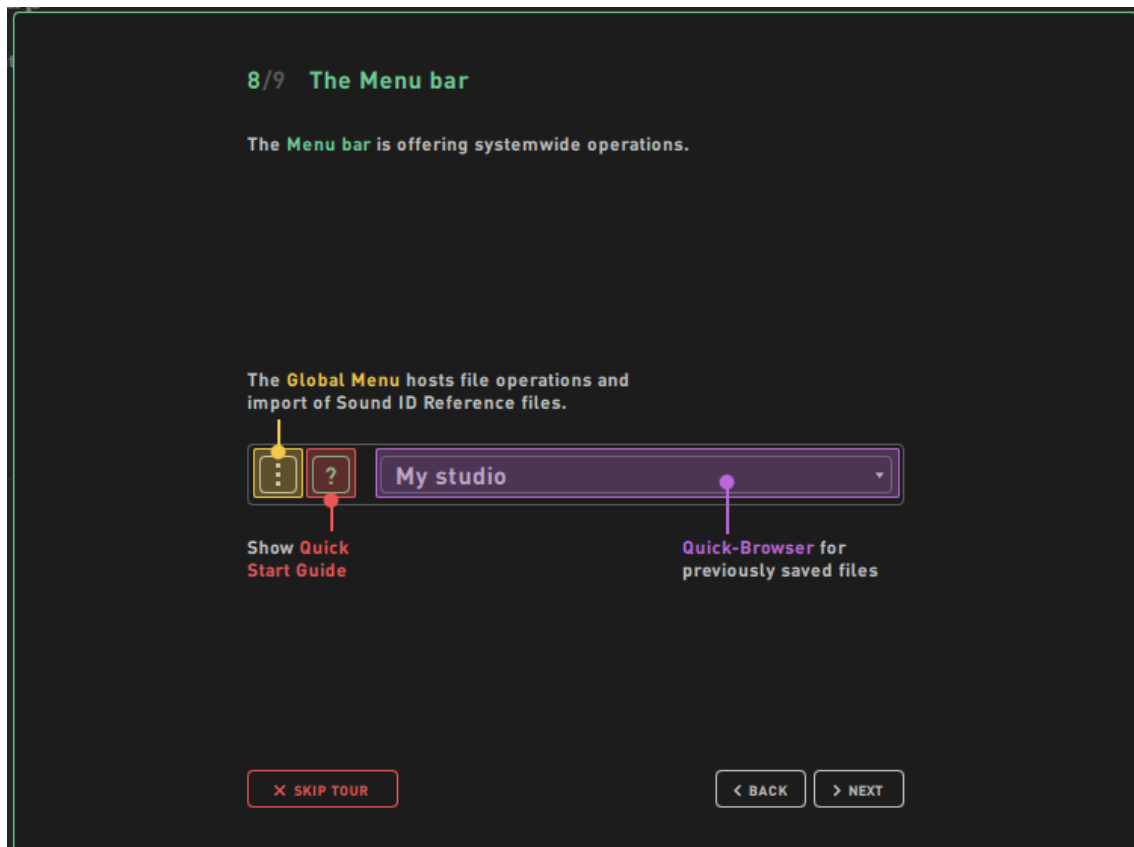 8/9 The Menu bar
The Menu bar is offering systemwide operations.
The Global Menu hosts file operations and
import of Sound ID Reference files.
? My studio
Show Quick
Start Guide
Quick-Browser for
previously saved files
SKIP TOUR
BACK
NEXT